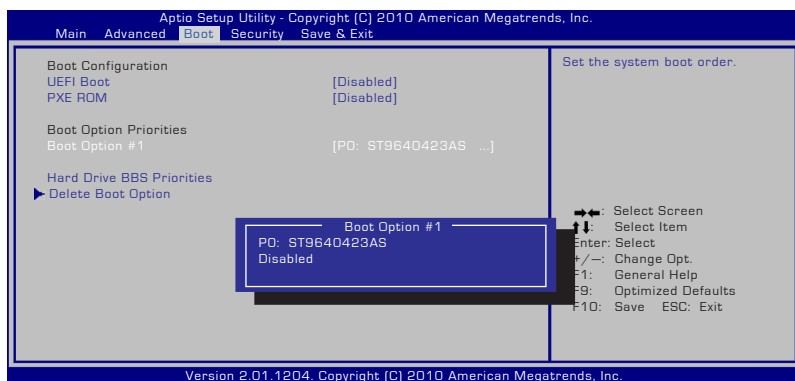 Aptio Setup Utility - Copyright (C) 2010 American Megatrends, Inc.
Main Advanced Boot Security Save & Exit
Boot Configuration
UEFI Boot [Disabled]
PXE ROM [Disabled]
Boot Option Priorities
Boot Option #1 [P0: ST9640423AS ...]
Hard Drive BBS Priorities
Delete Boot Option
Boot Option #1
P0: ST9640423AS
Disabled
Set the system boot order.
→←: Select Screen
↑↓: Select Item
Enter: Select
+/—: Change Opt.
F1: General Help
F9: Optimized Defaults
F10: Save ESC: Exit
Version 2.01.1204. Copyright (C) 2010 American Megatrends, Inc.